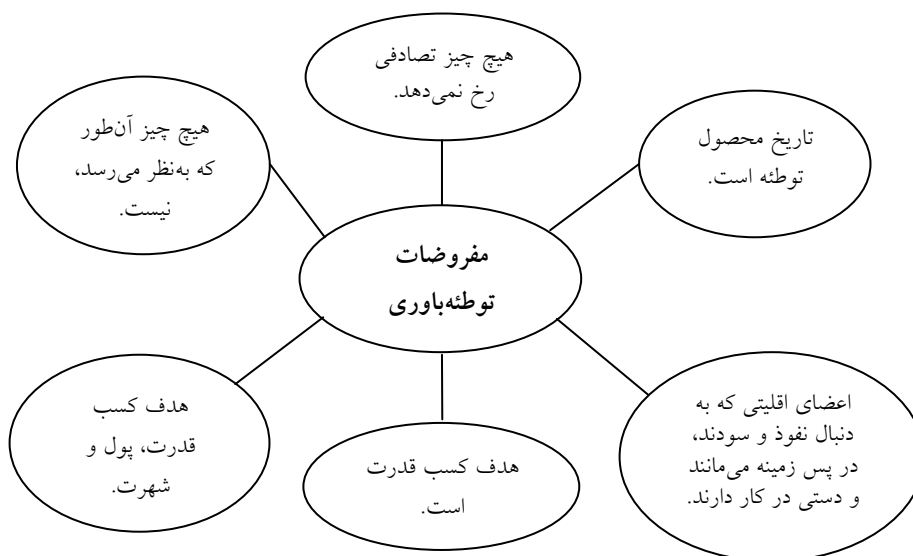 هیچ چیز تصادفی
رخ نمی‌دهد.
تاریخ محصول
توطئه است.
هیچ چیز آن‌طور
که به‌نظر می‌رسد،
نیست.
مفروضات
توطئه‌باوری
اعضای اقلیتی که به
دنبال نفوذ و سودند،
در پس زمینه می‌مانند
و دستی در کار دارند.
هدف کسب قدرت
است.
هدف کسب
قدرت، پول و
شهرت.